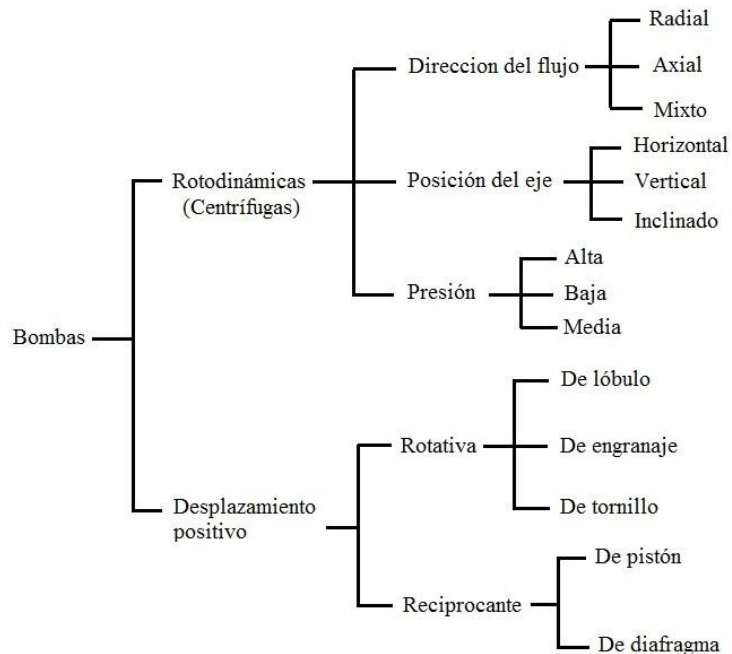 Bombas
Rotodinámicas
(Centrífugas)
Direccion del flujo
Radial
Axial
Mixto
Posición del eje
Horizontal
Vertical
Inclinado
Presión
Alta
Baja
Media
Desplazamiento
positivo
Rotativa
De lóbulo
De engranaje
De tornillo
Reciprocante
De pistón
De diafragma